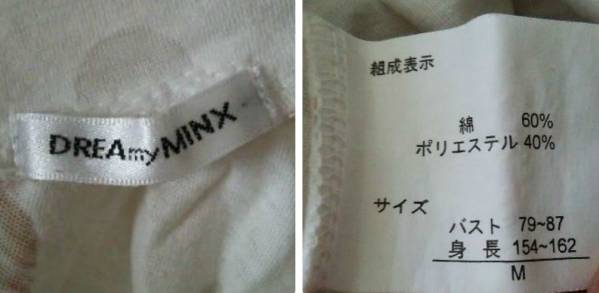 DREAmyMINX
組成表示
綿 60%
ポリエステル 40%
サイズ
バスト 79~87
身長 154~162
M